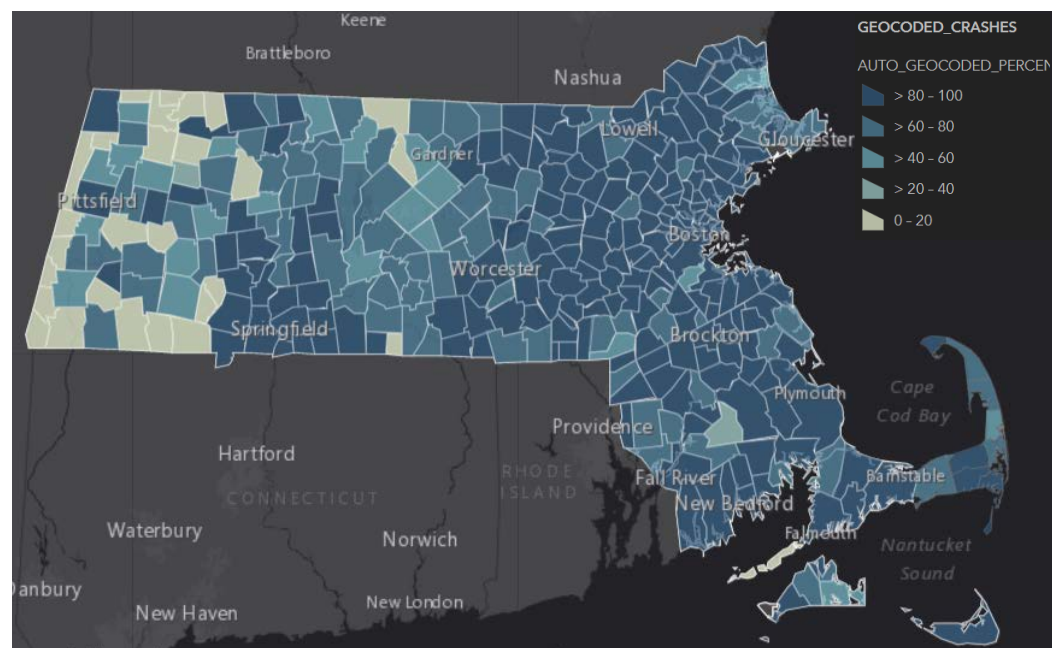 Keene
Brattleboro
Nashua
GEOCODED_CRASHES
AUTO_GEOCODED_PERCEN
> 80 - 100
> 60 - 80
> 40 - 60
> 20 - 40
0 - 20
Lowell
Gloucester
Gardner
Pittsfield
Boston
Worcester
Springfield
Brockton
Plymouth
Cape
Cod Bay
Providence
Hartford
RHODE
ISLAND
Fall River
Barnstable
CONNECTICUT
New Bedford
Waterbury
Norwich
Falmouth
Nantucket
Sound
Danbury
New London
New Haven